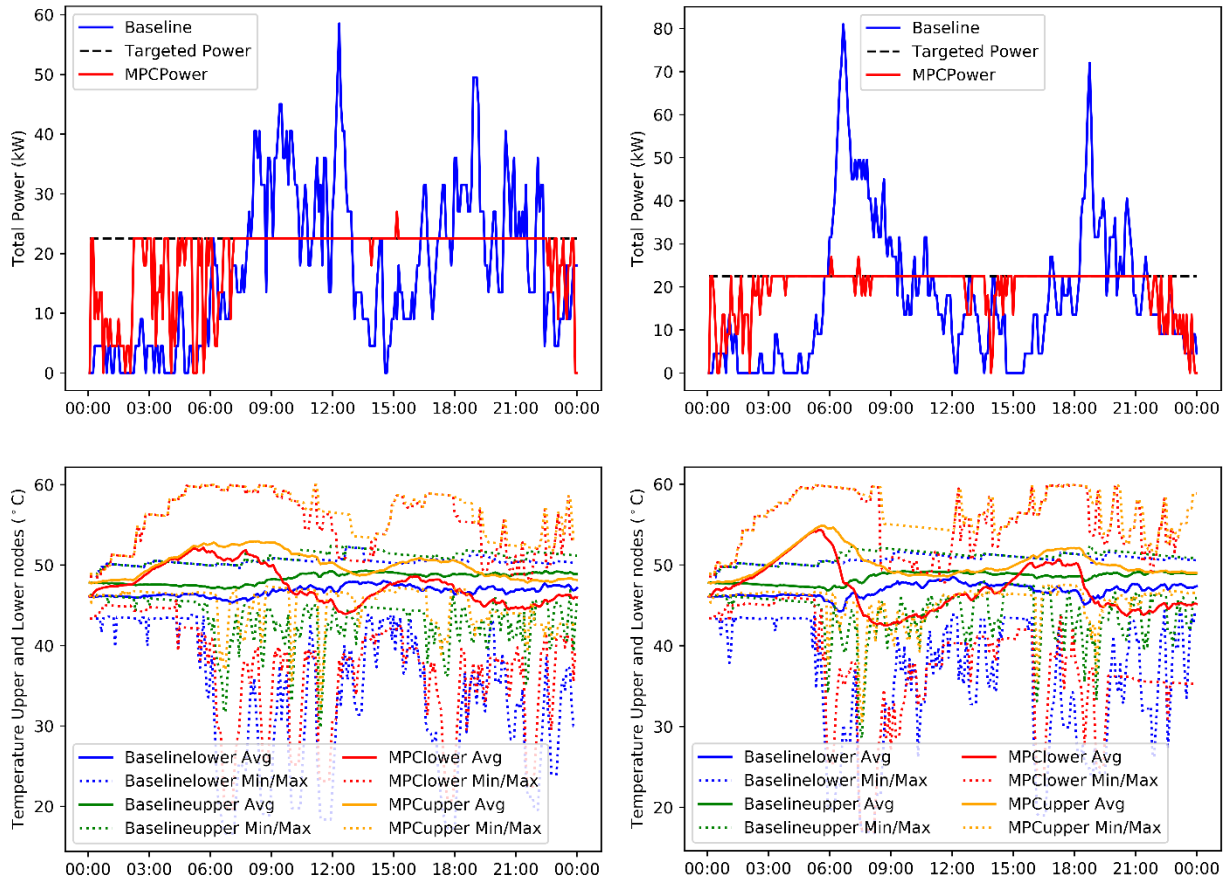 Total Power (kW)
60
50
40
30
20
10
0
Baseline
Targeted Power
MPCPower
00:00 03:00 06:00 09:00 12:00 15:00 18:00 21:00 00:00
Total Power (kW)
80
70
60
50
40
30
20
10
0
Baseline
Targeted Power
MPCPower
00:00 03:00 06:00 09:00 12:00 15:00 18:00 21:00 00:00
Temperature Upper and Lower nodes (°C)
60
50
40
30
20
Baselinelower Avg
Baselinelower Min/Max
Baselineupper Avg
Baselineupper Min/Max
MPClower Avg
MPClower Min/Max
MPCupper Avg
MPCupper Min/Max
00:00 03:00 06:00 09:00 12:00 15:00 18:00 21:00 00:00
Temperature Upper and Lower nodes (°C)
60
50
40
30
20
Baselinelower Avg
Baselinelower Min/Max
Baselineupper Avg
Baselineupper Min/Max
MPClower Avg
MPClower Min/Max
MPCupper Avg
MPCupper Min/Max
00:00 03:00 06:00 09:00 12:00 15:00 18:00 21:00 00:00